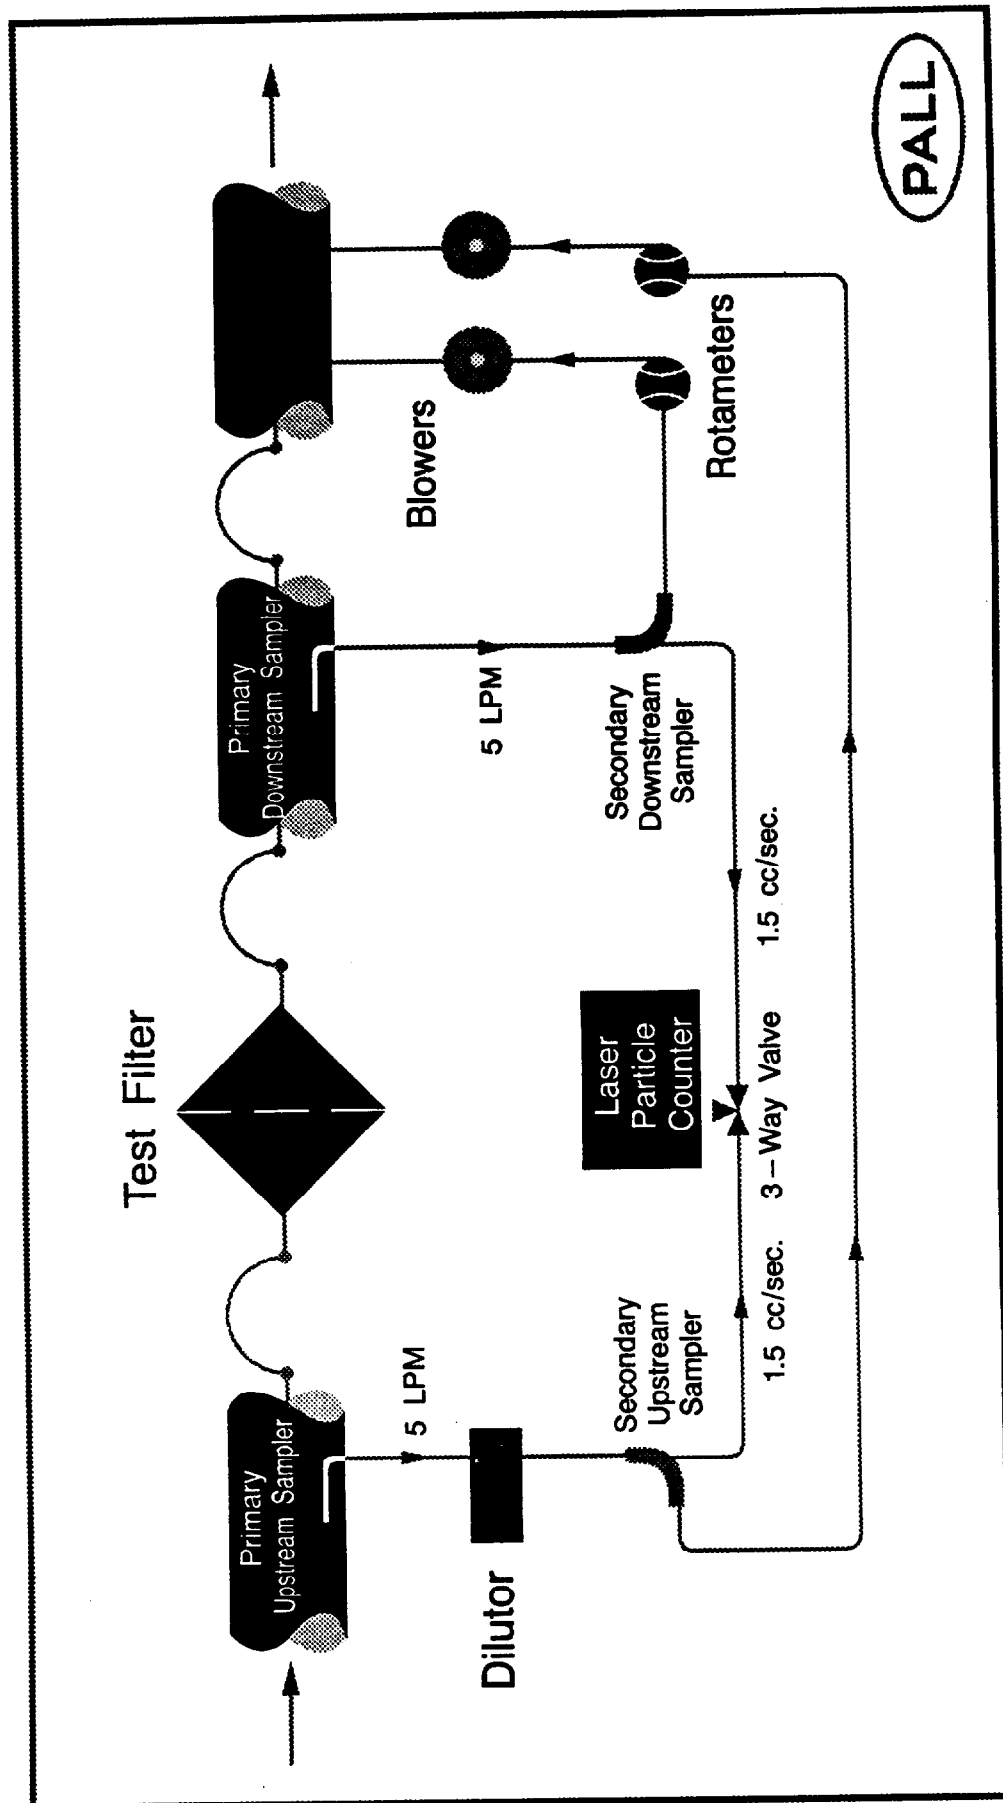 Test Filter
Primary
Upstream Sampler
Primary
Downstream Sampler
5 LPM
5 LPM
Blowers
Dilutor
Laser
Particle
Counter
Secondary
Upstream
Sampler
Secondary
Downstream
Sampler
Rotameters
1.5 cc/sec.
3-Way Valve
1.5 cc/sec.
PALL